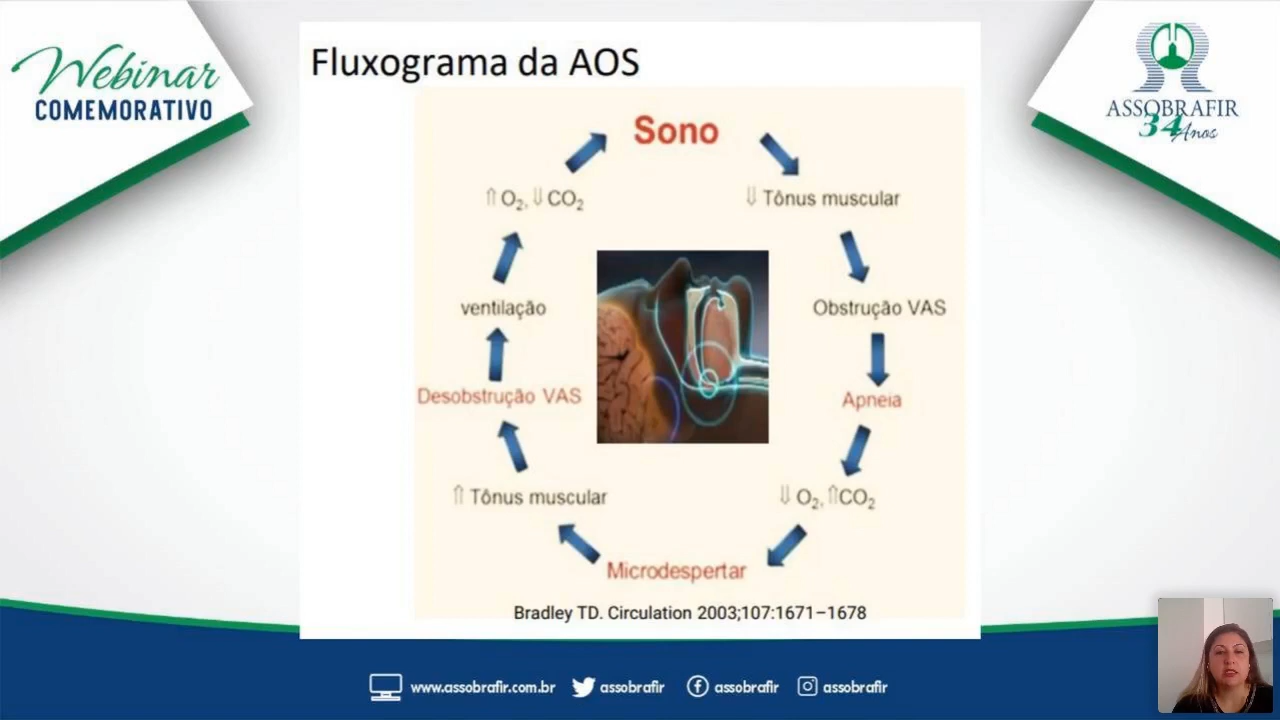 Webinar
COMEMORATIVO
ASSOBRAFIR
34 Anos
Fluxograma da AOS
Sono
⇓ Tônus muscular
Obstrução VAS
Apneia
⇓ O₂, ⇑CO₂
Microdespertar
⇑ Tônus muscular
Desobstrução VAS
ventilação
⇑ O₂, ⇓ CO₂
Bradley TD. Circulation 2003;107:1671–1678
www.assobrafir.com.br assobrafir assobrafir assobrafir